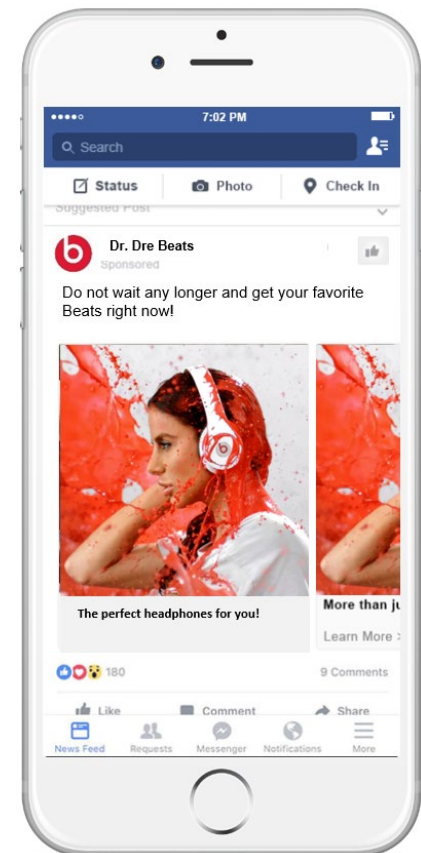 7:02 PM
Search
Status Photo Check In
Suggested Post
Dr. Dre Beats
Sponsored
Do not wait any longer and get your favorite
Beats right now!
The perfect headphones for you!
More than ju
Learn More >
180 9 Comments
Like Comment Share
News Feed Requests Messenger Notifications More